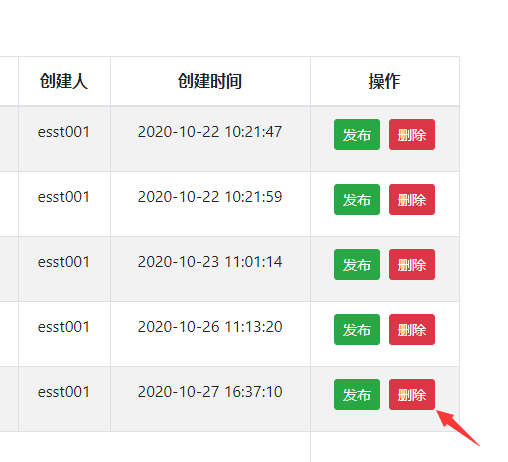 创建人 创建时间 操作
esst001 2020-10-22 10:21:47 发布 删除
esst001 2020-10-22 10:21:59 发布 删除
esst001 2020-10-23 11:01:14 发布 删除
esst001 2020-10-26 11:13:20 发布 删除
esst001 2020-10-27 16:37:10 发布 删除